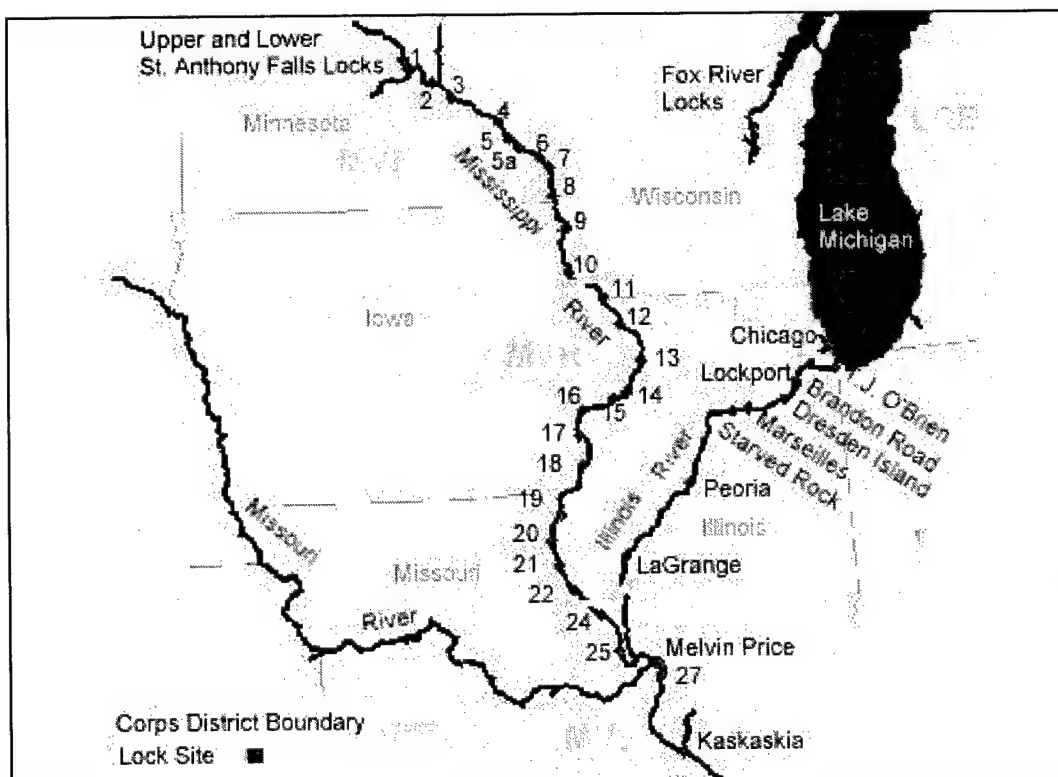 Upper and Lower
St. Anthony Falls Locks
1
2
3
4
5
5a
6
7
8
9
10
11
12
13
14
15
16
17
18
19
20
21
22
24
25
27
Minnesota
Mississippi
River
Wisconsin
Fox River
Locks
Lake
Michigan
Iowa
Chicago
Lockport
T.J. O'Brien
Brandon Road
Dresden Island
Marseilles
Starved Rock
Illinois River
Peoria
Illinois
LaGrange
Missouri
River
Missouri
Melvin Price
Kaskaskia
Corps District Boundary
Lock Site